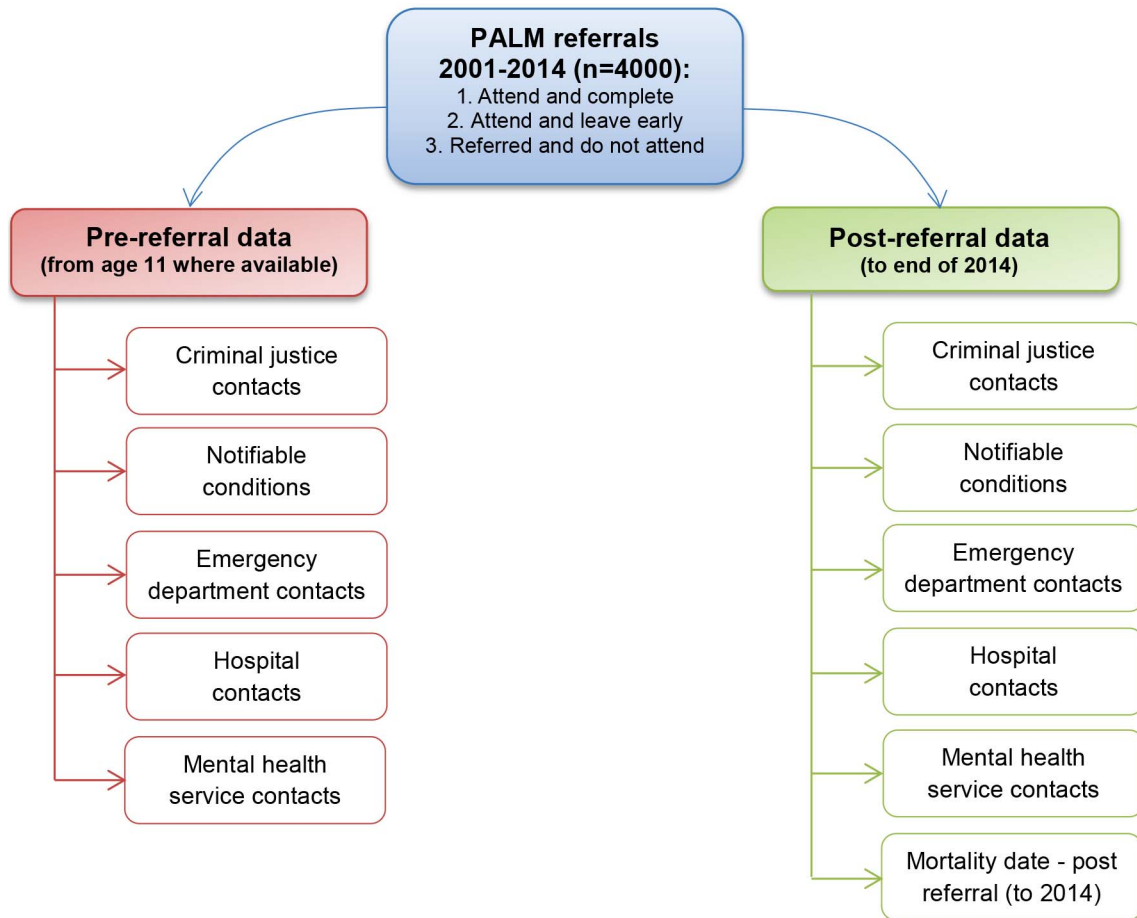 PALM referrals
2001-2014 (n=4000):
1. Attend and complete
2. Attend and leave early
3. Referred and do not attend
Pre-referral data
(from age 11 where available)
Criminal justice
contacts
Notifiable
conditions
Emergency
department contacts
Hospital
contacts
Mental health
service contacts
Post-referral data
(to end of 2014)
Criminal justice
contacts
Notifiable
conditions
Emergency
department contacts
Hospital
contacts
Mental health
service contacts
Mortality date - post
referral (to 2014)